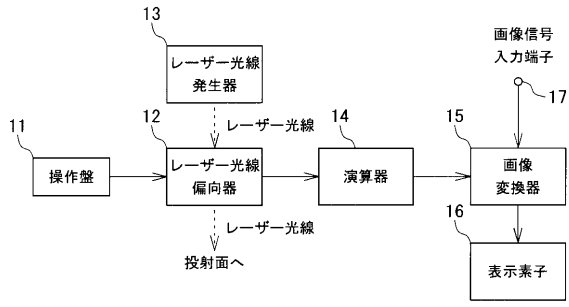 13
レーザー光線
発生器
画像信号
入力端子
17
レーザー光線
11
操作盤
12
レーザー光線
偏向器
14
演算器
15
画像
変換器
レーザー光線
投射面へ
16
表示素子